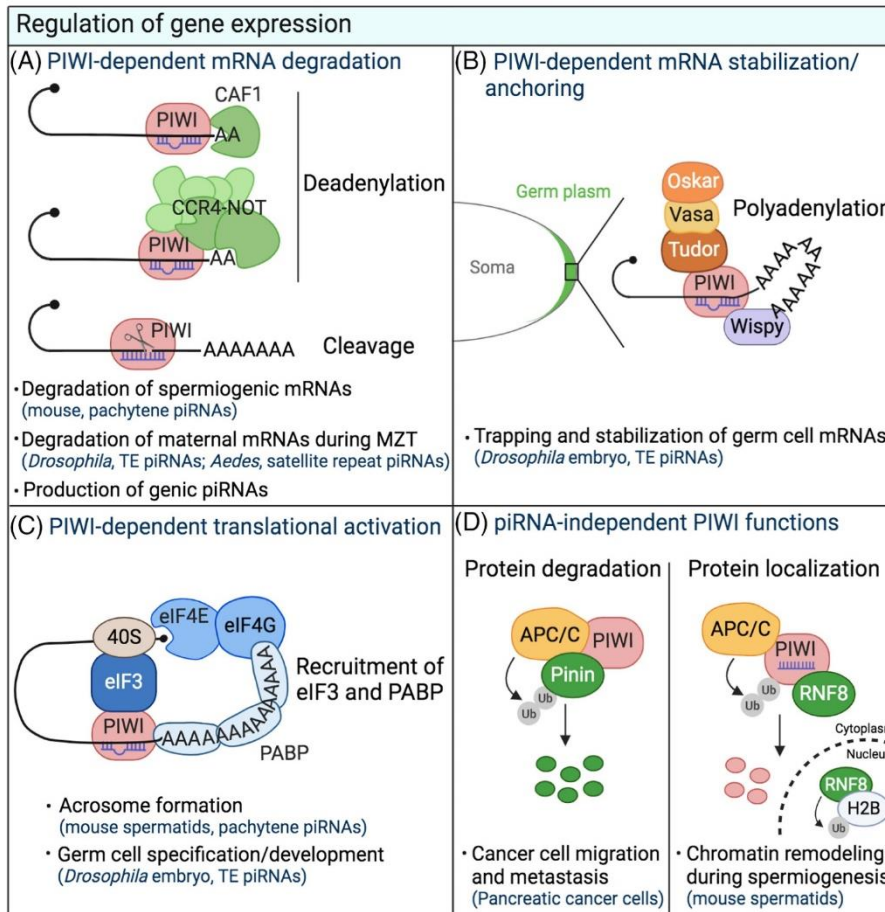 Regulation of gene expression
(A) PIWI-dependent mRNA degradation
CAF1
PIWI
AA
Deadenylation
CCR4-NOT
PIWI
AA
PIWI
AAAAAAA
Cleavage
· Degradation of spermiogenic mRNAs
(mouse, pachytene piRNAs)
· Degradation of maternal mRNAs during MZT
(Drosophila, TE piRNAs; Aedes, satellite repeat piRNAs)
· Production of genic piRNAs
(B) PIWI-dependent mRNA stabilization/
anchoring
Germ plasm
Soma
Oskar
Vasa
Tudor
Polyadenylation
PIWI
AAAAAAAAAAA
Wispy
· Trapping and stabilization of germ cell mRNAs
(Drosophila embryo, TE piRNAs)
(C) PIWI-dependent translational activation
40S
eIF4E
eIF4G
eIF3
PIWI
AAAAAAAAAAAAAAAA
PABP
Recruitment of
eIF3 and PABP
· Acrosome formation
(mouse spermatids, pachytene piRNAs)
· Germ cell specification/development
(Drosophila embryo, TE piRNAs)
(D) piRNA-independent PIWI functions
Protein degradation
APC/C
PIWI
Pinin
Ub
Ub
· Cancer cell migration
and metastasis
(Pancreatic cancer cells)
Protein localization
APC/C
PIWI
Ub
Ub
RNF8
Cytoplasm
Nucleus
RNF8
H2B
Ub
· Chromatin remodeling
during spermiogenesis
(mouse spermatids)